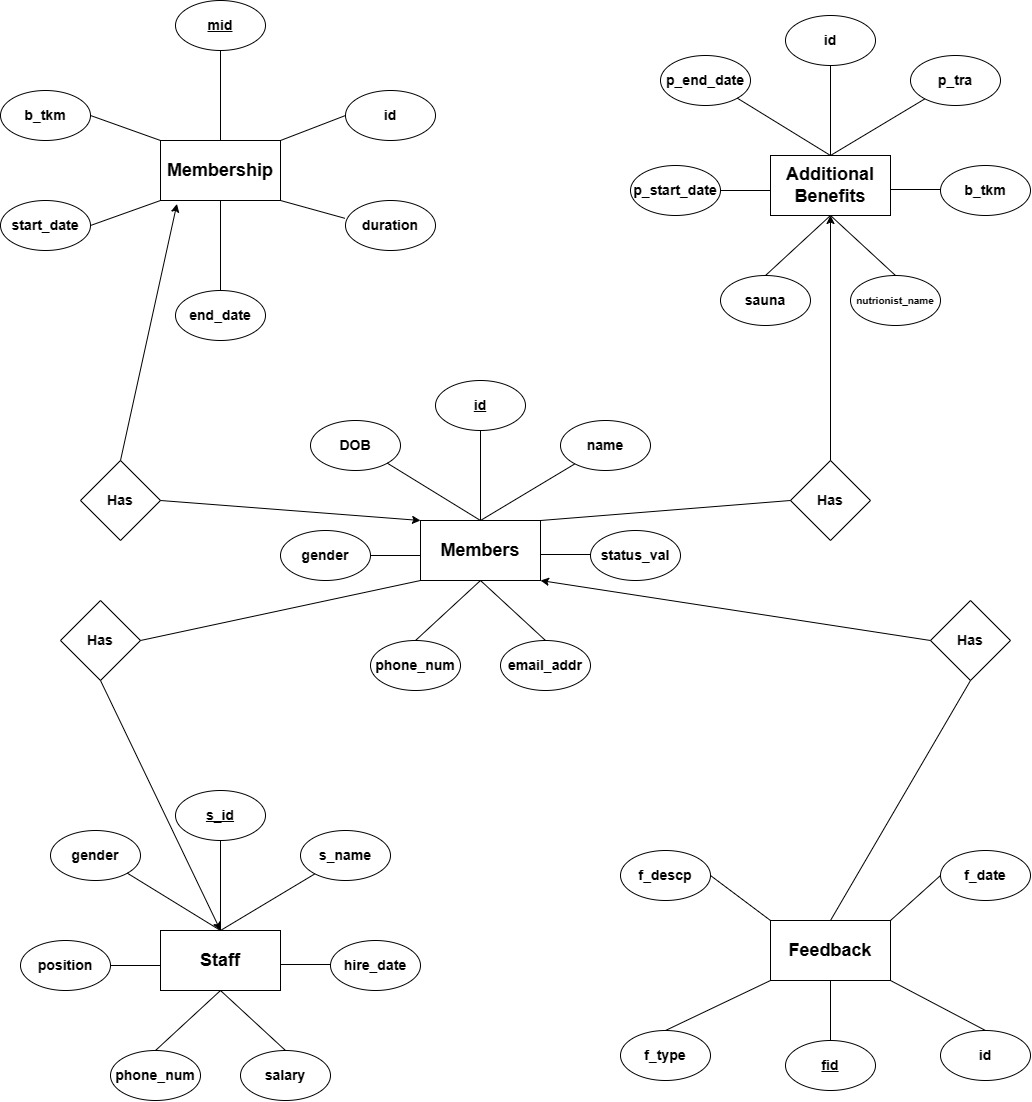 mid
b_tkm
id
Membership
start_date
duration
end_date
id
p_end_date
p_tra
Additional
Benefits
p_start_date
b_tkm
sauna
nutrionist_name
id
DOB
name
Has
Has
Members
gender
status_val
Has
Has
phone_num
email_addr
s_id
gender
s_name
Staff
position
hire_date
phone_num
salary
f_descp
f_date
Feedback
f_type
fid
id